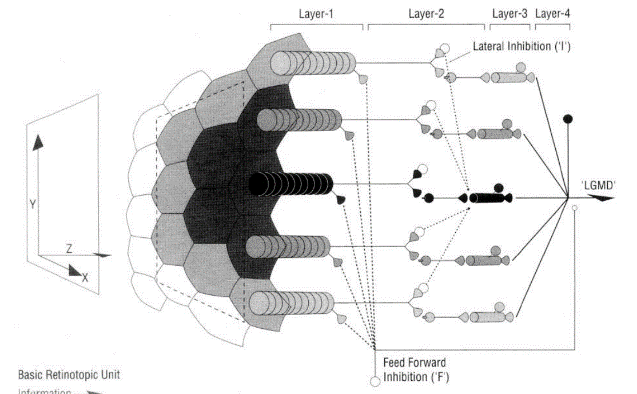 Layer-1
Layer-2
Layer-3
Layer-4
Lateral Inhibition ('I')
'LGMD'
Y
Z
X
Feed Forward
Inhibition ('F')
Basic Retinotopic Unit
Information